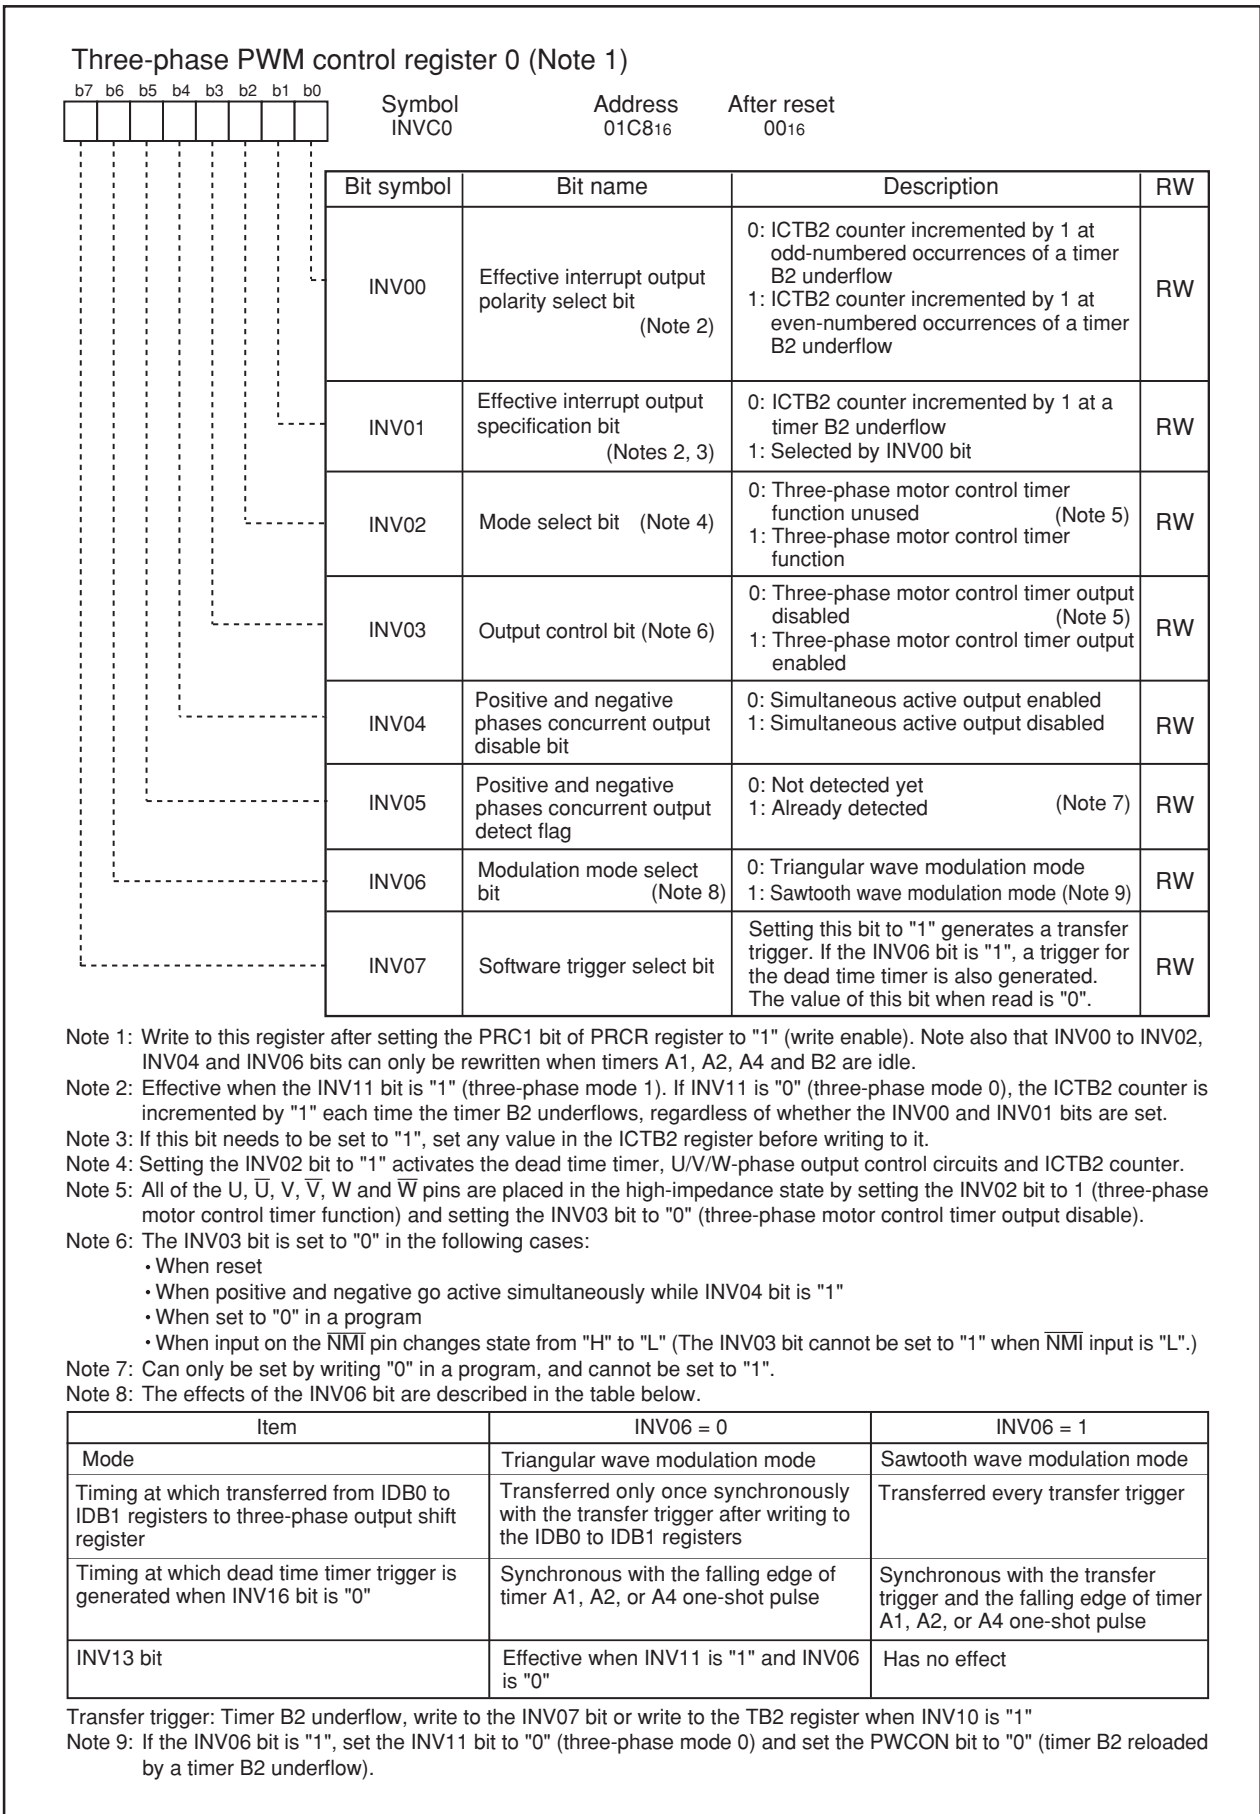 Three-phase PWM control register 0 (Note 1)
b7 b6 b5 b4 b3 b2 b1 b0
Symbol Address After reset
INVC0 01C816 0016
Bit symbol Bit name Description RW
INV00
Effective interrupt output
polarity select bit
(Note 2)
0: ICTB2 counter incremented by 1 at
odd-numbered occurrences of a timer
B2 underflow
1: ICTB2 counter incremented by 1 at
even-numbered occurrences of a timer
B2 underflow
RW
INV01
Effective interrupt output
specification bit
(Notes 2, 3)
0: ICTB2 counter incremented by 1 at a
timer B2 underflow
1: Selected by INV00 bit
RW
INV02
Mode select bit (Note 4)
0: Three-phase motor control timer
function unused (Note 5)
1: Three-phase motor control timer
function
RW
INV03
Output control bit (Note 6)
0: Three-phase motor control timer output
disabled (Note 5)
1: Three-phase motor control timer output
enabled
RW
INV04
Positive and negative
phases concurrent output
disable bit
0: Simultaneous active output enabled
1: Simultaneous active output disabled
RW
INV05
Positive and negative
phases concurrent output
detect flag
0: Not detected yet
1: Already detected (Note 7)
RW
INV06
Modulation mode select
bit (Note 8)
0: Triangular wave modulation mode
1: Sawtooth wave modulation mode (Note 9)
RW
INV07
Software trigger select bit
Setting this bit to "1" generates a transfer
trigger. If the INV06 bit is "1", a trigger for
the dead time timer is also generated.
The value of this bit when read is "0".
RW
Note 1: Write to this register after setting the PRC1 bit of PRCR register to "1" (write enable). Note also that INV00 to INV02,
INV04 and INV06 bits can only be rewritten when timers A1, A2, A4 and B2 are idle.
Note 2: Effective when the INV11 bit is "1" (three-phase mode 1). If INV11 is "0" (three-phase mode 0), the ICTB2 counter is
incremented by "1" each time the timer B2 underflows, regardless of whether the INV00 and INV01 bits are set.
Note 3: If this bit needs to be set to "1", set any value in the ICTB2 register before writing to it.
Note 4: Setting the INV02 bit to "1" activates the dead time timer, U/V/W-phase output control circuits and ICTB2 counter.
Note 5: All of the U, U̅, V, V̅, W and W̅ pins are placed in the high-impedance state by setting the INV02 bit to 1 (three-phase
motor control timer function) and setting the INV03 bit to "0" (three-phase motor control timer output disable).
Note 6: The INV03 bit is set to "0" in the following cases:
• When reset
• When positive and negative go active simultaneously while INV04 bit is "1"
• When set to "0" in a program
• When input on the N̅M̅I̅ pin changes state from "H" to "L" (The INV03 bit cannot be set to "1" when N̅M̅I̅ input is "L".)
Note 7: Can only be set by writing "0" in a program, and cannot be set to "1".
Note 8: The effects of the INV06 bit are described in the table below.
Item INV06 = 0 INV06 = 1
Mode Triangular wave modulation mode Sawtooth wave modulation mode
Timing at which transferred from IDB0 to
IDB1 registers to three-phase output shift
register
Transferred only once synchronously
with the transfer trigger after writing to
the IDB0 to IDB1 registers
Transferred every transfer trigger
Timing at which dead time timer trigger is
generated when INV16 bit is "0"
Synchronous with the falling edge of
timer A1, A2, or A4 one-shot pulse
Synchronous with the transfer
trigger and the falling edge of timer
A1, A2, or A4 one-shot pulse
INV13 bit
Effective when INV11 is "1" and INV06
is "0"
Has no effect
Transfer trigger: Timer B2 underflow, write to the INV07 bit or write to the TB2 register when INV10 is "1"
Note 9: If the INV06 bit is "1", set the INV11 bit to "0" (three-phase mode 0) and set the PWCON bit to "0" (timer B2 reloaded
by a timer B2 underflow).